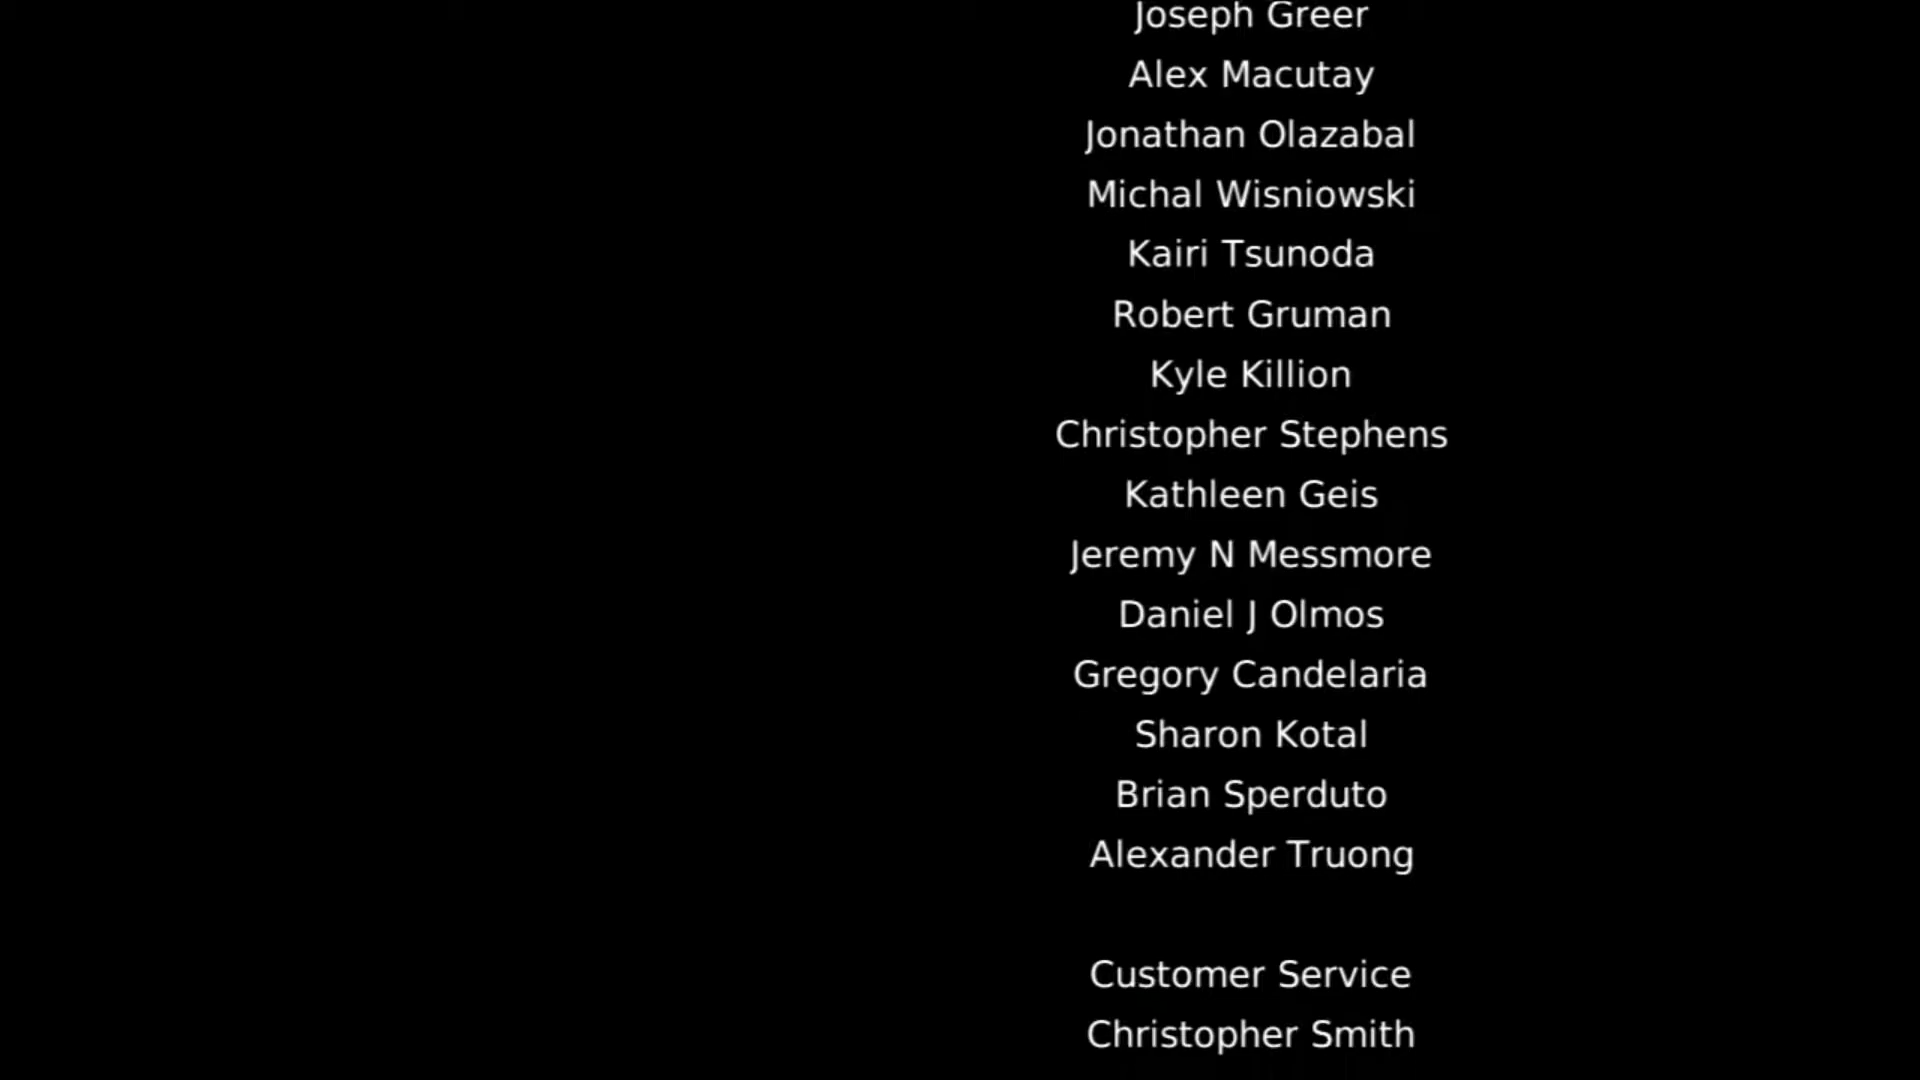 Joseph Greer
Alex Macutay
Jonathan Olazabal
Michal Wisniowski
Kairi Tsunoda
Robert Gruman
Kyle Killion
Christopher Stephens
Kathleen Geis
Jeremy N Messmore
Daniel J Olmos
Gregory Candelaria
Sharon Kotal
Brian Sperduto
Alexander Truong
Customer Service
Christopher Smith